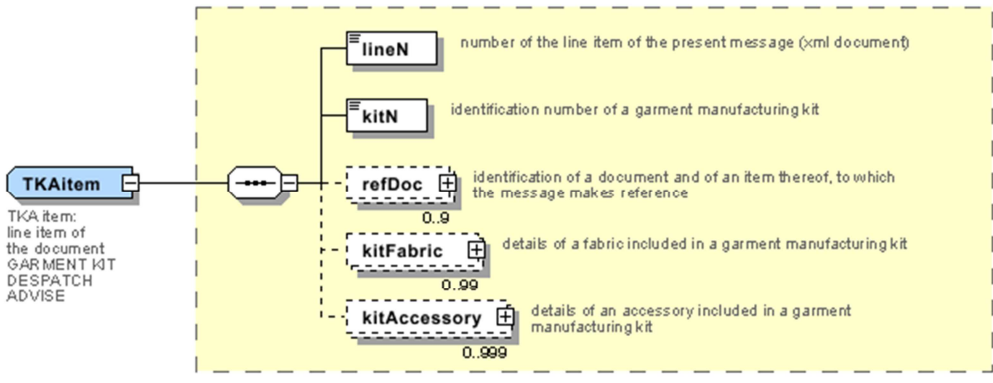 lineN
number of the line item of the present message (xml document)
kitN
identification number of a garment manufacturing kit
TKAitem
TKA item:
line item of
the document
GARMENT KIT
DESPATCH
ADVISE
refDoc
identification of a document and of an item thereof, to which
the message makes reference
0..9
kitFabric
details of a fabric included in a garment manufacturing kit
0..99
kitAccessory
details of an accessory included in a garment
manufacturing kit
0..999